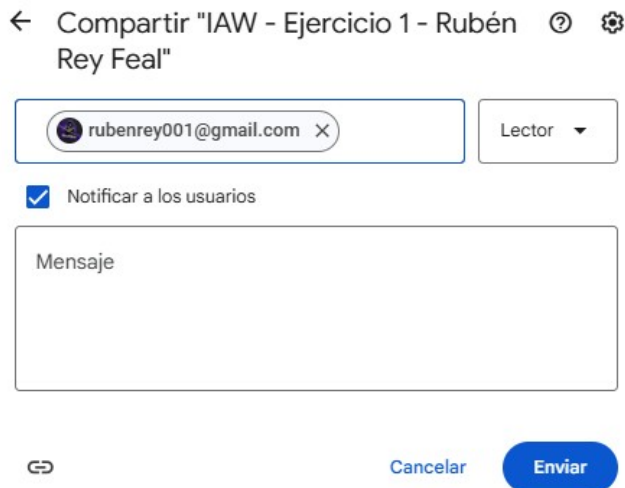 Compartir "IAW - Ejercicio 1 - Rubén
Rey Feal"
rubenrey001@gmail.com
Lector
Notificar a los usuarios
Mensaje
Cancelar
Enviar